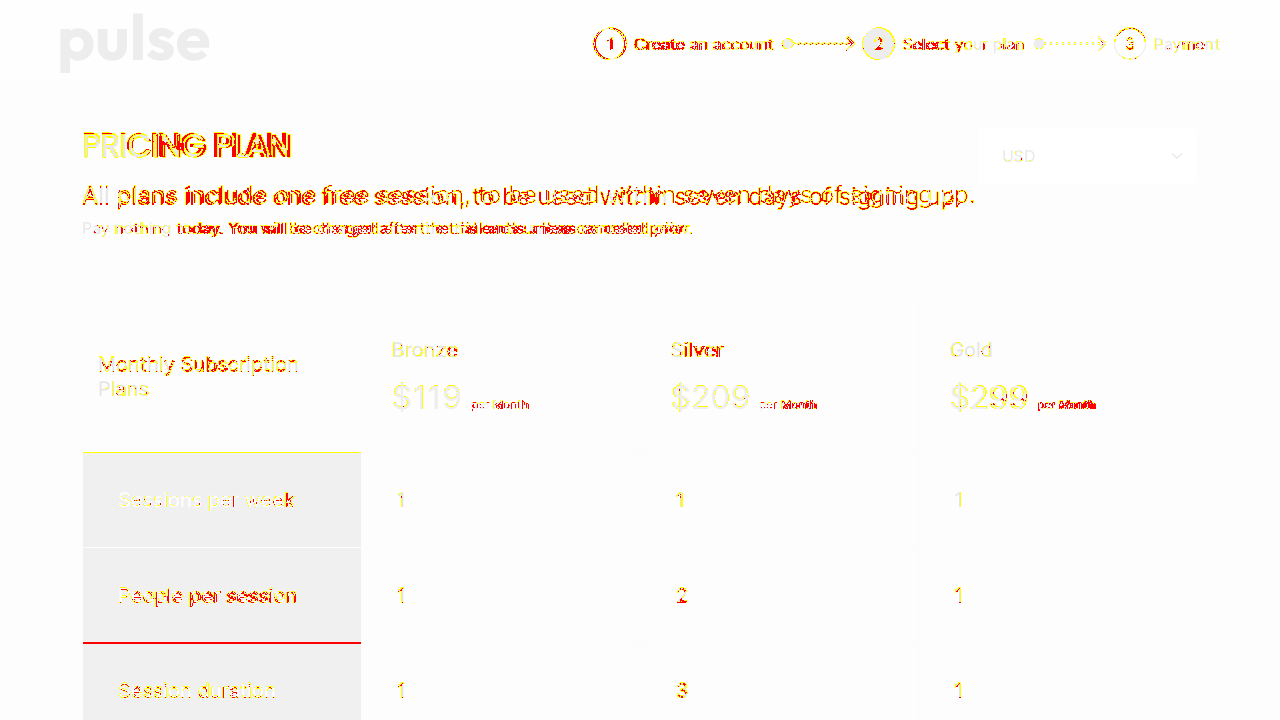 pulse
1 Create an account 2 Select your plan 3 Payment
PRICING PLAN
USD
All plans include one free session, to be used within seven days of signing up.
Pay nothing today. You will be charged after the trial ends unless canceled prior.
Monthly Subscription
Plans
Bronze Silver Gold
$119 per Month $209 per Month $299 per Month
Sessions per week 1 1 1
People per session 1 2 1
Session duration 1 3 1